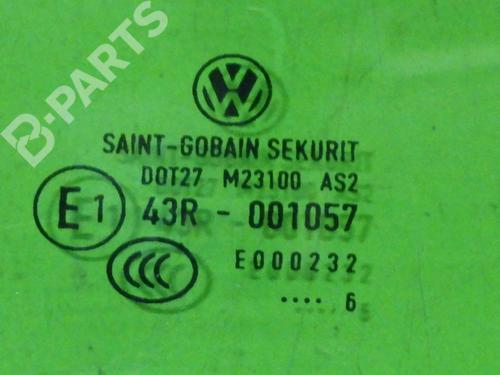 B-PARTS
VW
SAINT-GOBAIN SEKURIT
DOT27 M23100 AS2
E1 43R - 001057
CCC E000232
.... 6